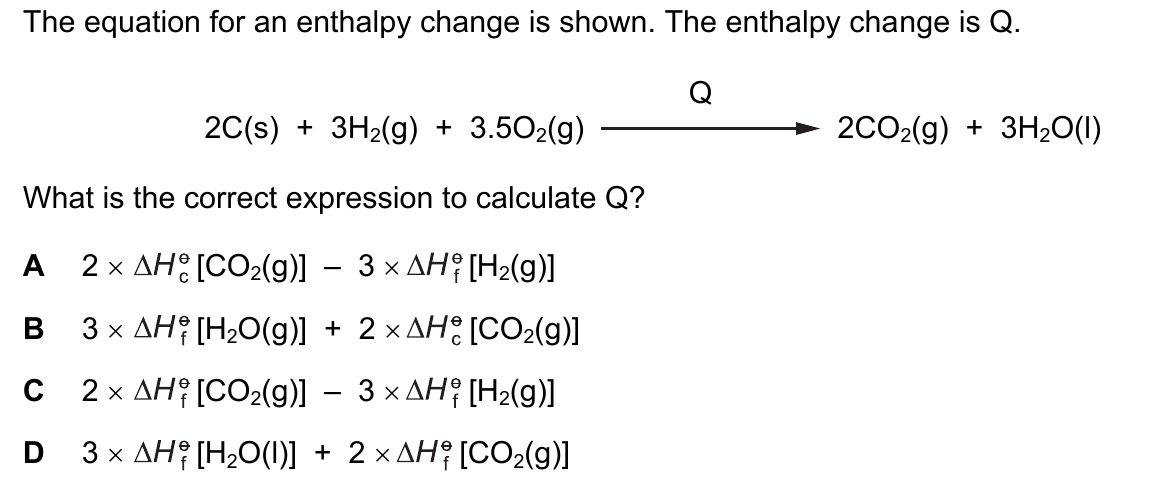 The equation for an enthalpy change is shown. The enthalpy change is Q.
Q
2C(s) + 3H₂(g) + 3.5O₂(g) ⟶ 2CO₂(g) + 3H₂O(l)
What is the correct expression to calculate Q?
A 2 × ΔH⦵c [CO₂(g)] – 3 × ΔH⦵f [H₂(g)]
B 3 × ΔH⦵f [H₂O(g)] + 2 × ΔH⦵c [CO₂(g)]
C 2 × ΔH⦵f [CO₂(g)] – 3 × ΔH⦵f [H₂(g)]
D 3 × ΔH⦵f [H₂O(l)] + 2 × ΔH⦵f [CO₂(g)]